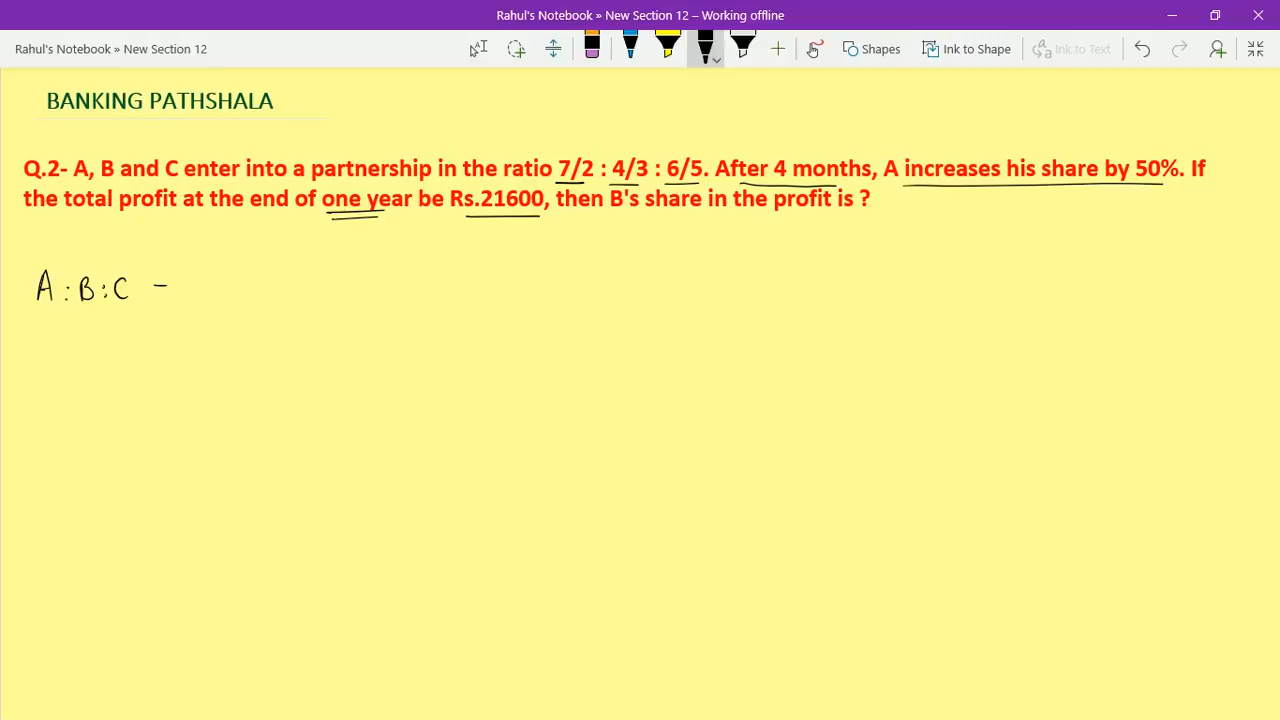 Rahul's Notebook » New Section 12 – Working offline
Rahul's Notebook » New Section 12
Shapes
Ink to Shape
Ink to Text
BANKING PATHSHALA
Q.2- A, B and C enter into a partnership in the ratio 7/2 : 4/3 : 6/5. After 4 months, A increases his share by 50%. If
the total profit at the end of one year be Rs.21600, then B's share in the profit is ?
A : B : C -